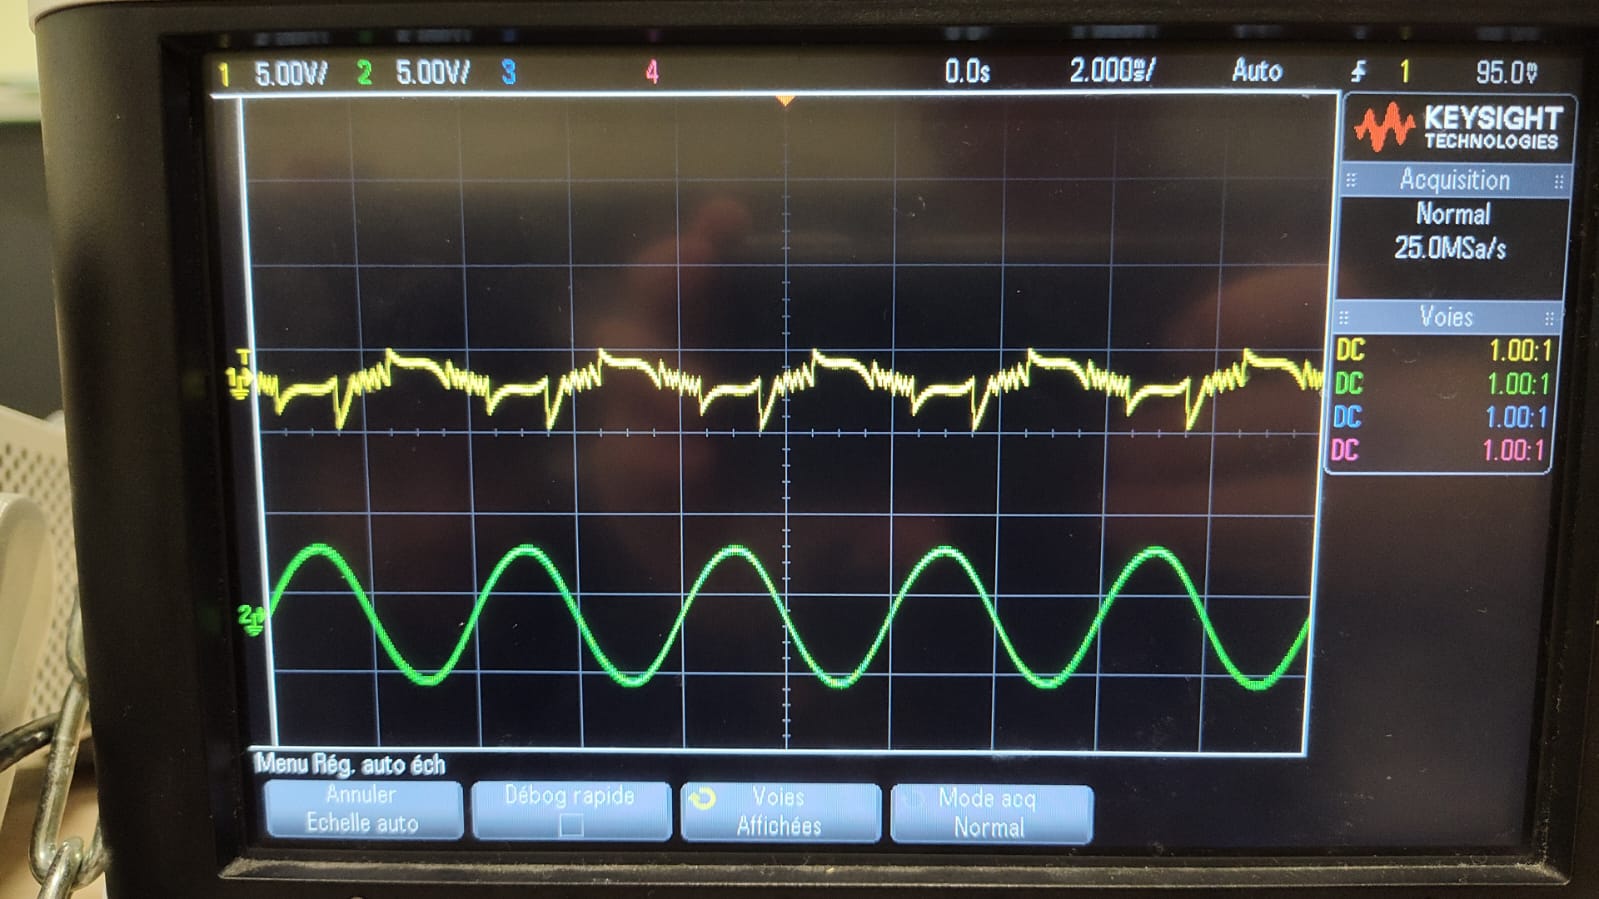 1 5.00V/ 2 5.00V/ 3 4 0.0s 2.000ms/ Auto 1 95.0mV
KEYSIGHT
TECHNOLOGIES
Acquisition
Normal
25.0MSa/s
Voies
DC 1.00:1
DC 1.00:1
DC 1.00:1
DC 1.00:1
T
1
2
Menu Rég. auto éch
Annuler
Echelle auto
Débog rapide
Voies
Affichées
Mode acq
Normal